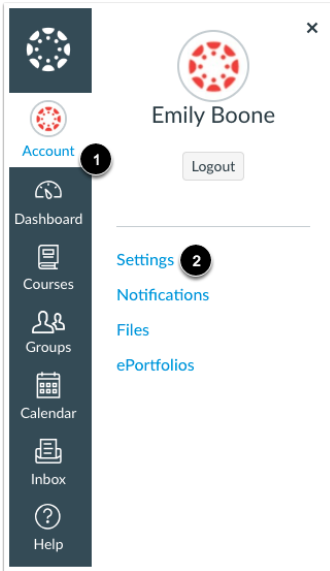 ×
Emily Boone
Logout
Account
1
Dashboard
Courses
Groups
Calendar
Inbox
Help
Settings
2
Notifications
Files
ePortfolios